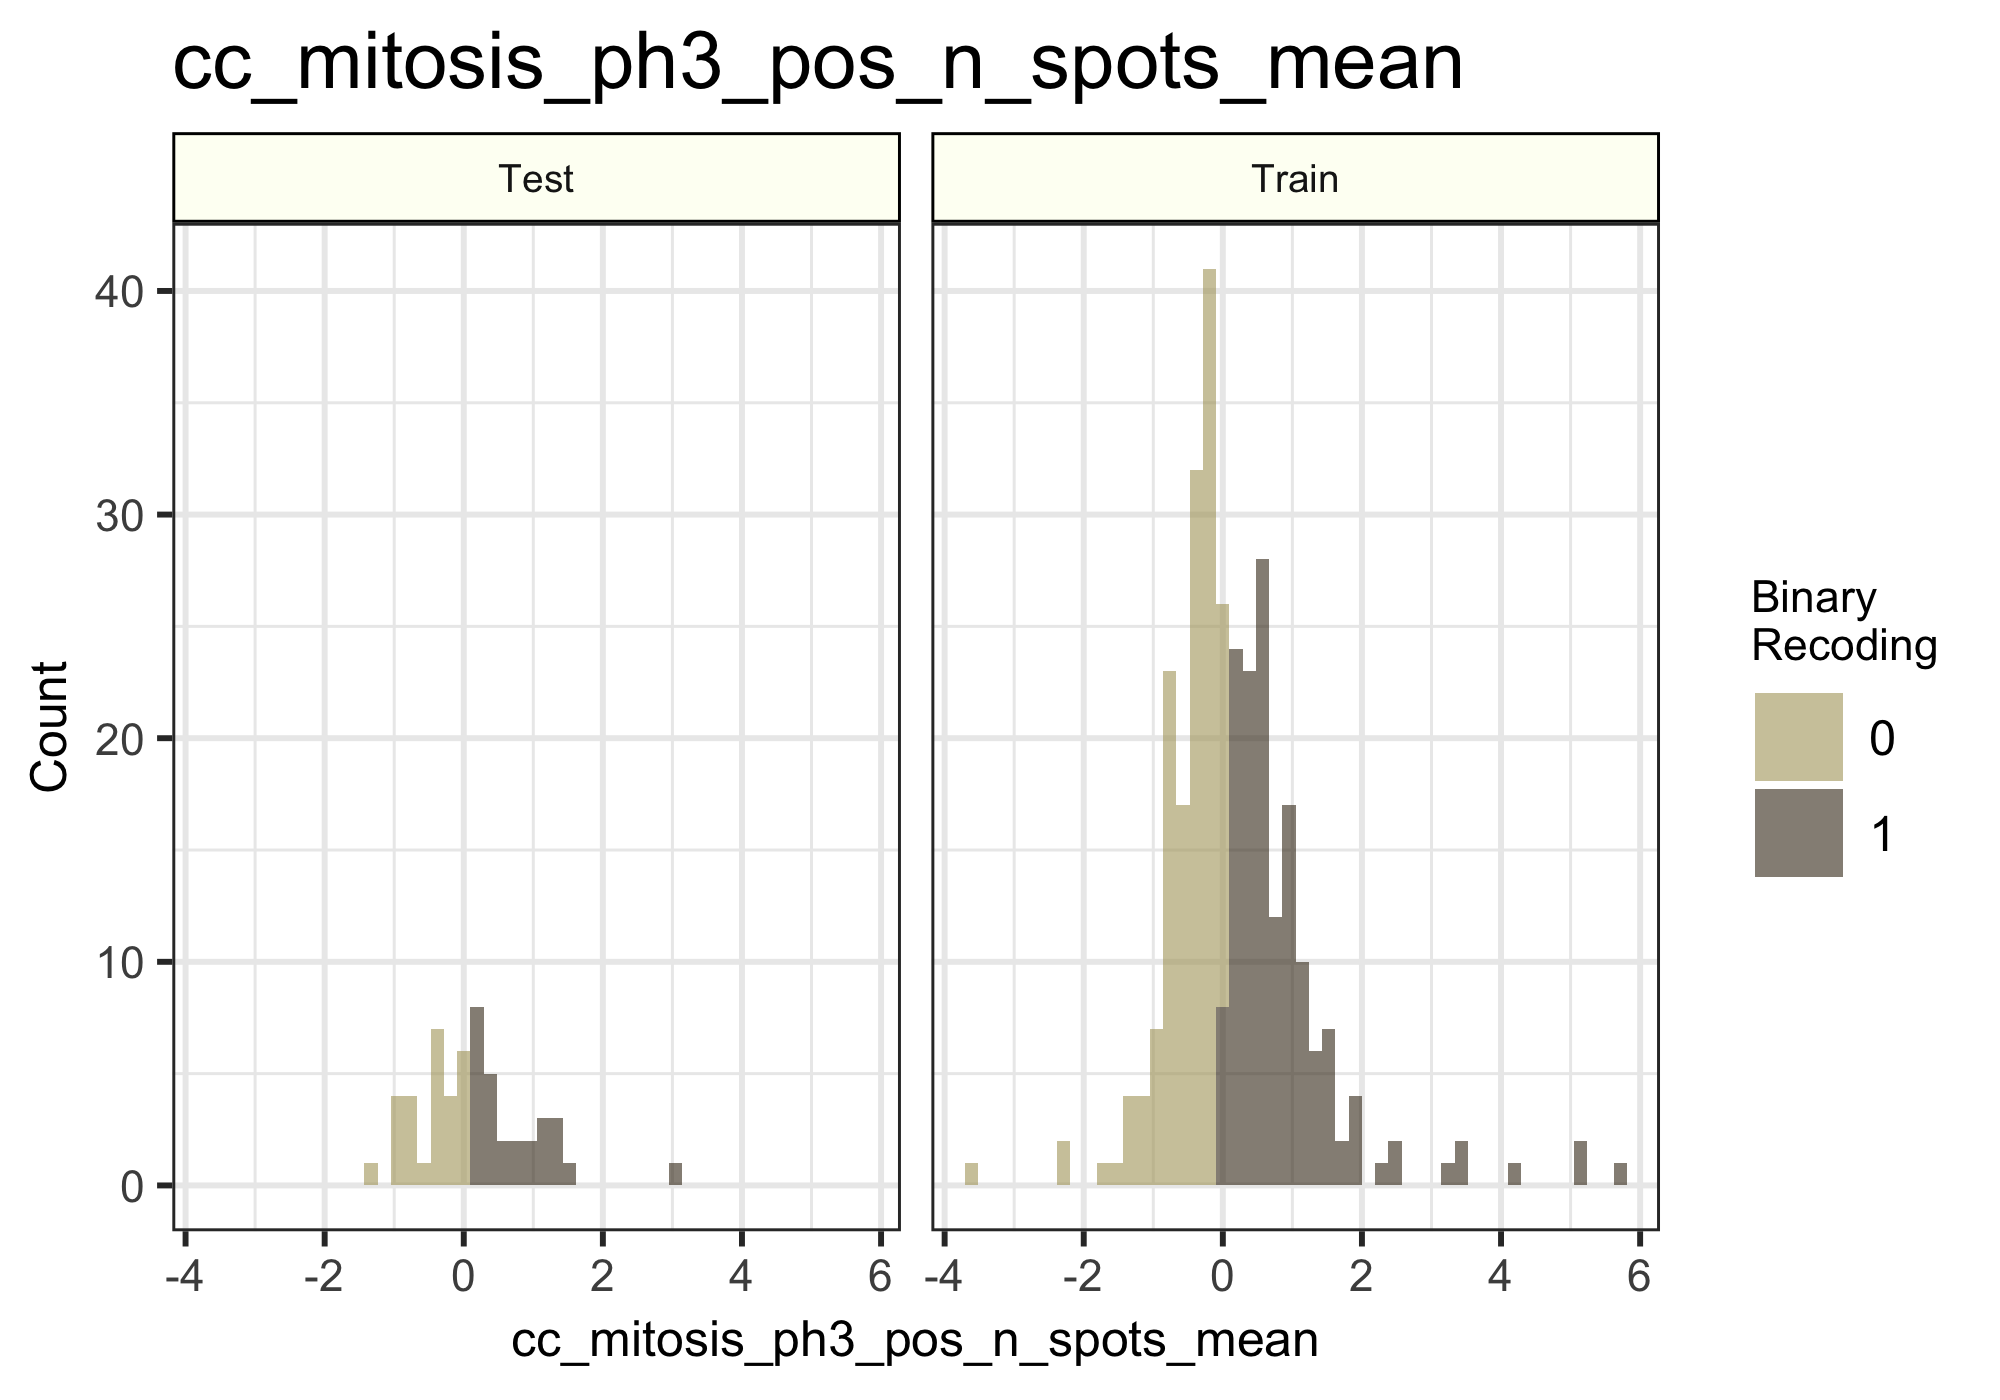 cc_mitosis_ph3_pos_n_spots_mean
Test
Train
40
30
20
10
0
Count
-4 -2 0 2 4 6
-4 -2 0 2 4 6
cc_mitosis_ph3_pos_n_spots_mean
Binary
Recoding
0
1